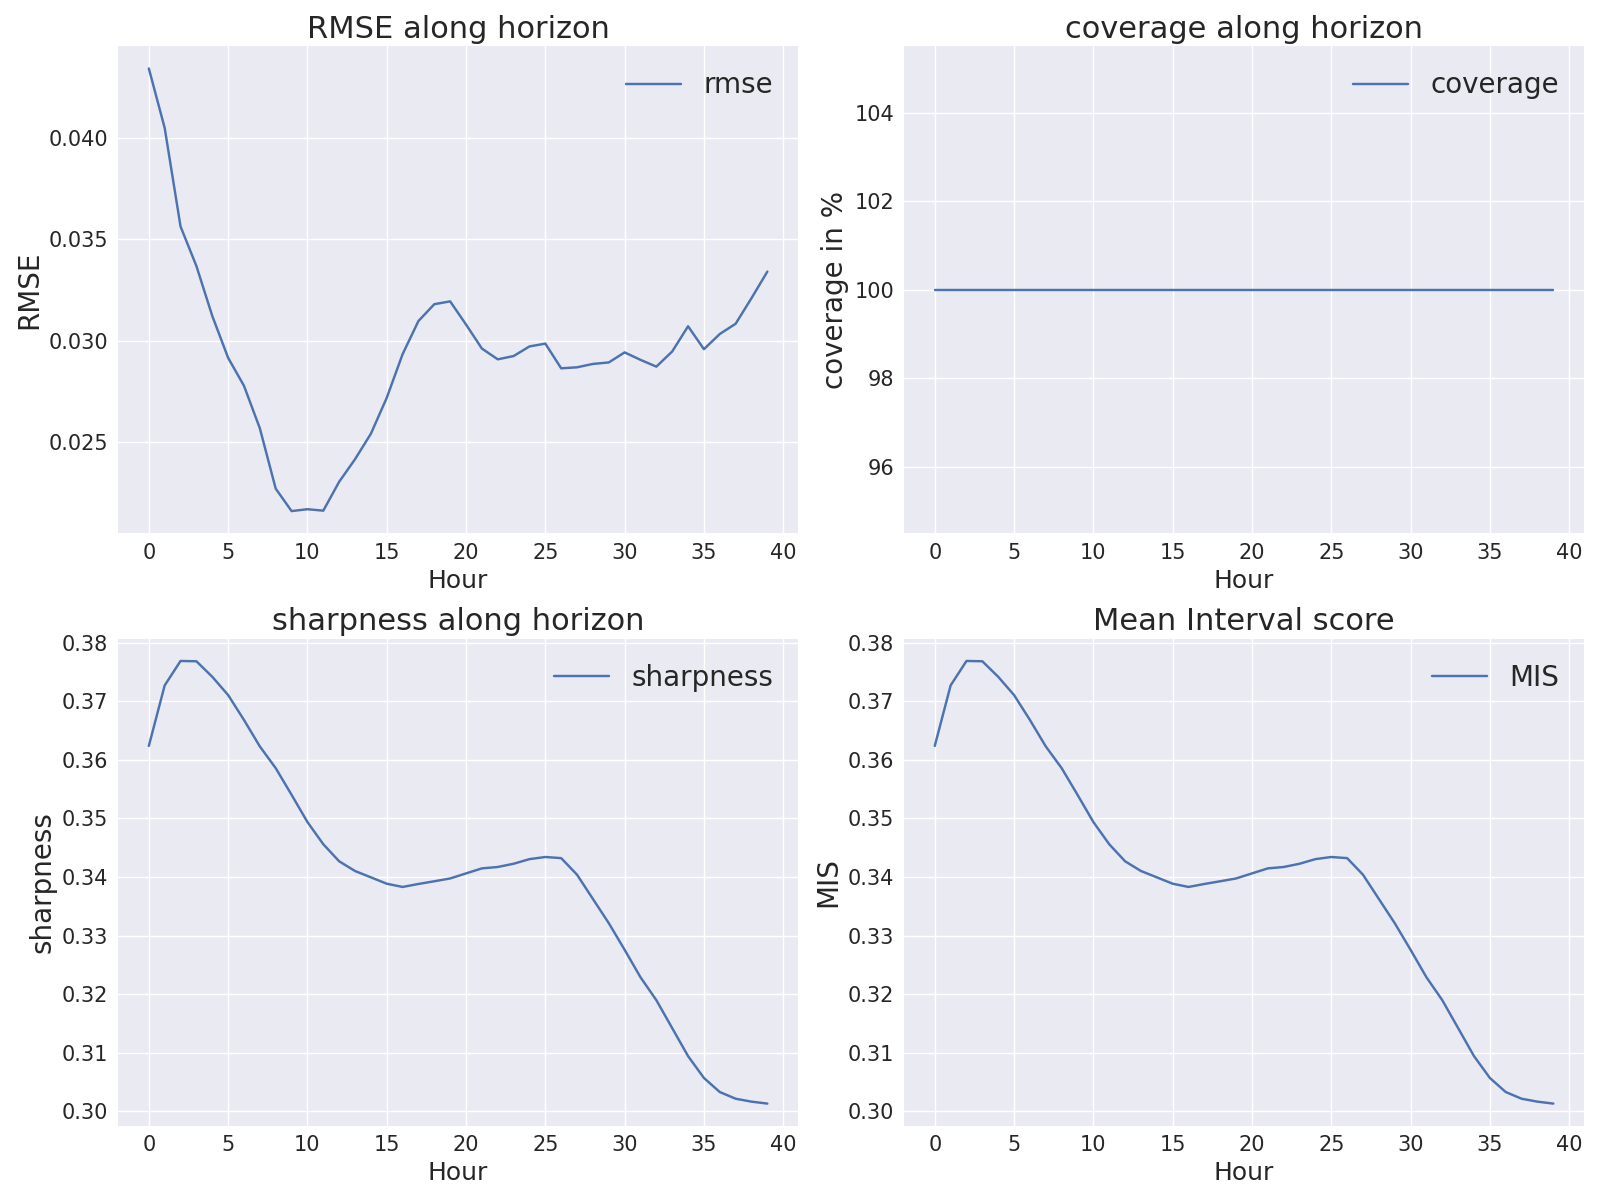 RMSE along horizon
rmse
0.040
0.035
0.030
0.025
RMSE
0 5 10 15 20 25 30 35 40
Hour
coverage along horizon
coverage
104
102
100
98
96
coverage in %
0 5 10 15 20 25 30 35 40
Hour
sharpness along horizon
sharpness
0.38
0.37
0.36
0.35
0.34
0.33
0.32
0.31
0.30
sharpness
0 5 10 15 20 25 30 35 40
Hour
Mean Interval score
MIS
0.38
0.37
0.36
0.35
0.34
0.33
0.32
0.31
0.30
MIS
0 5 10 15 20 25 30 35 40
Hour